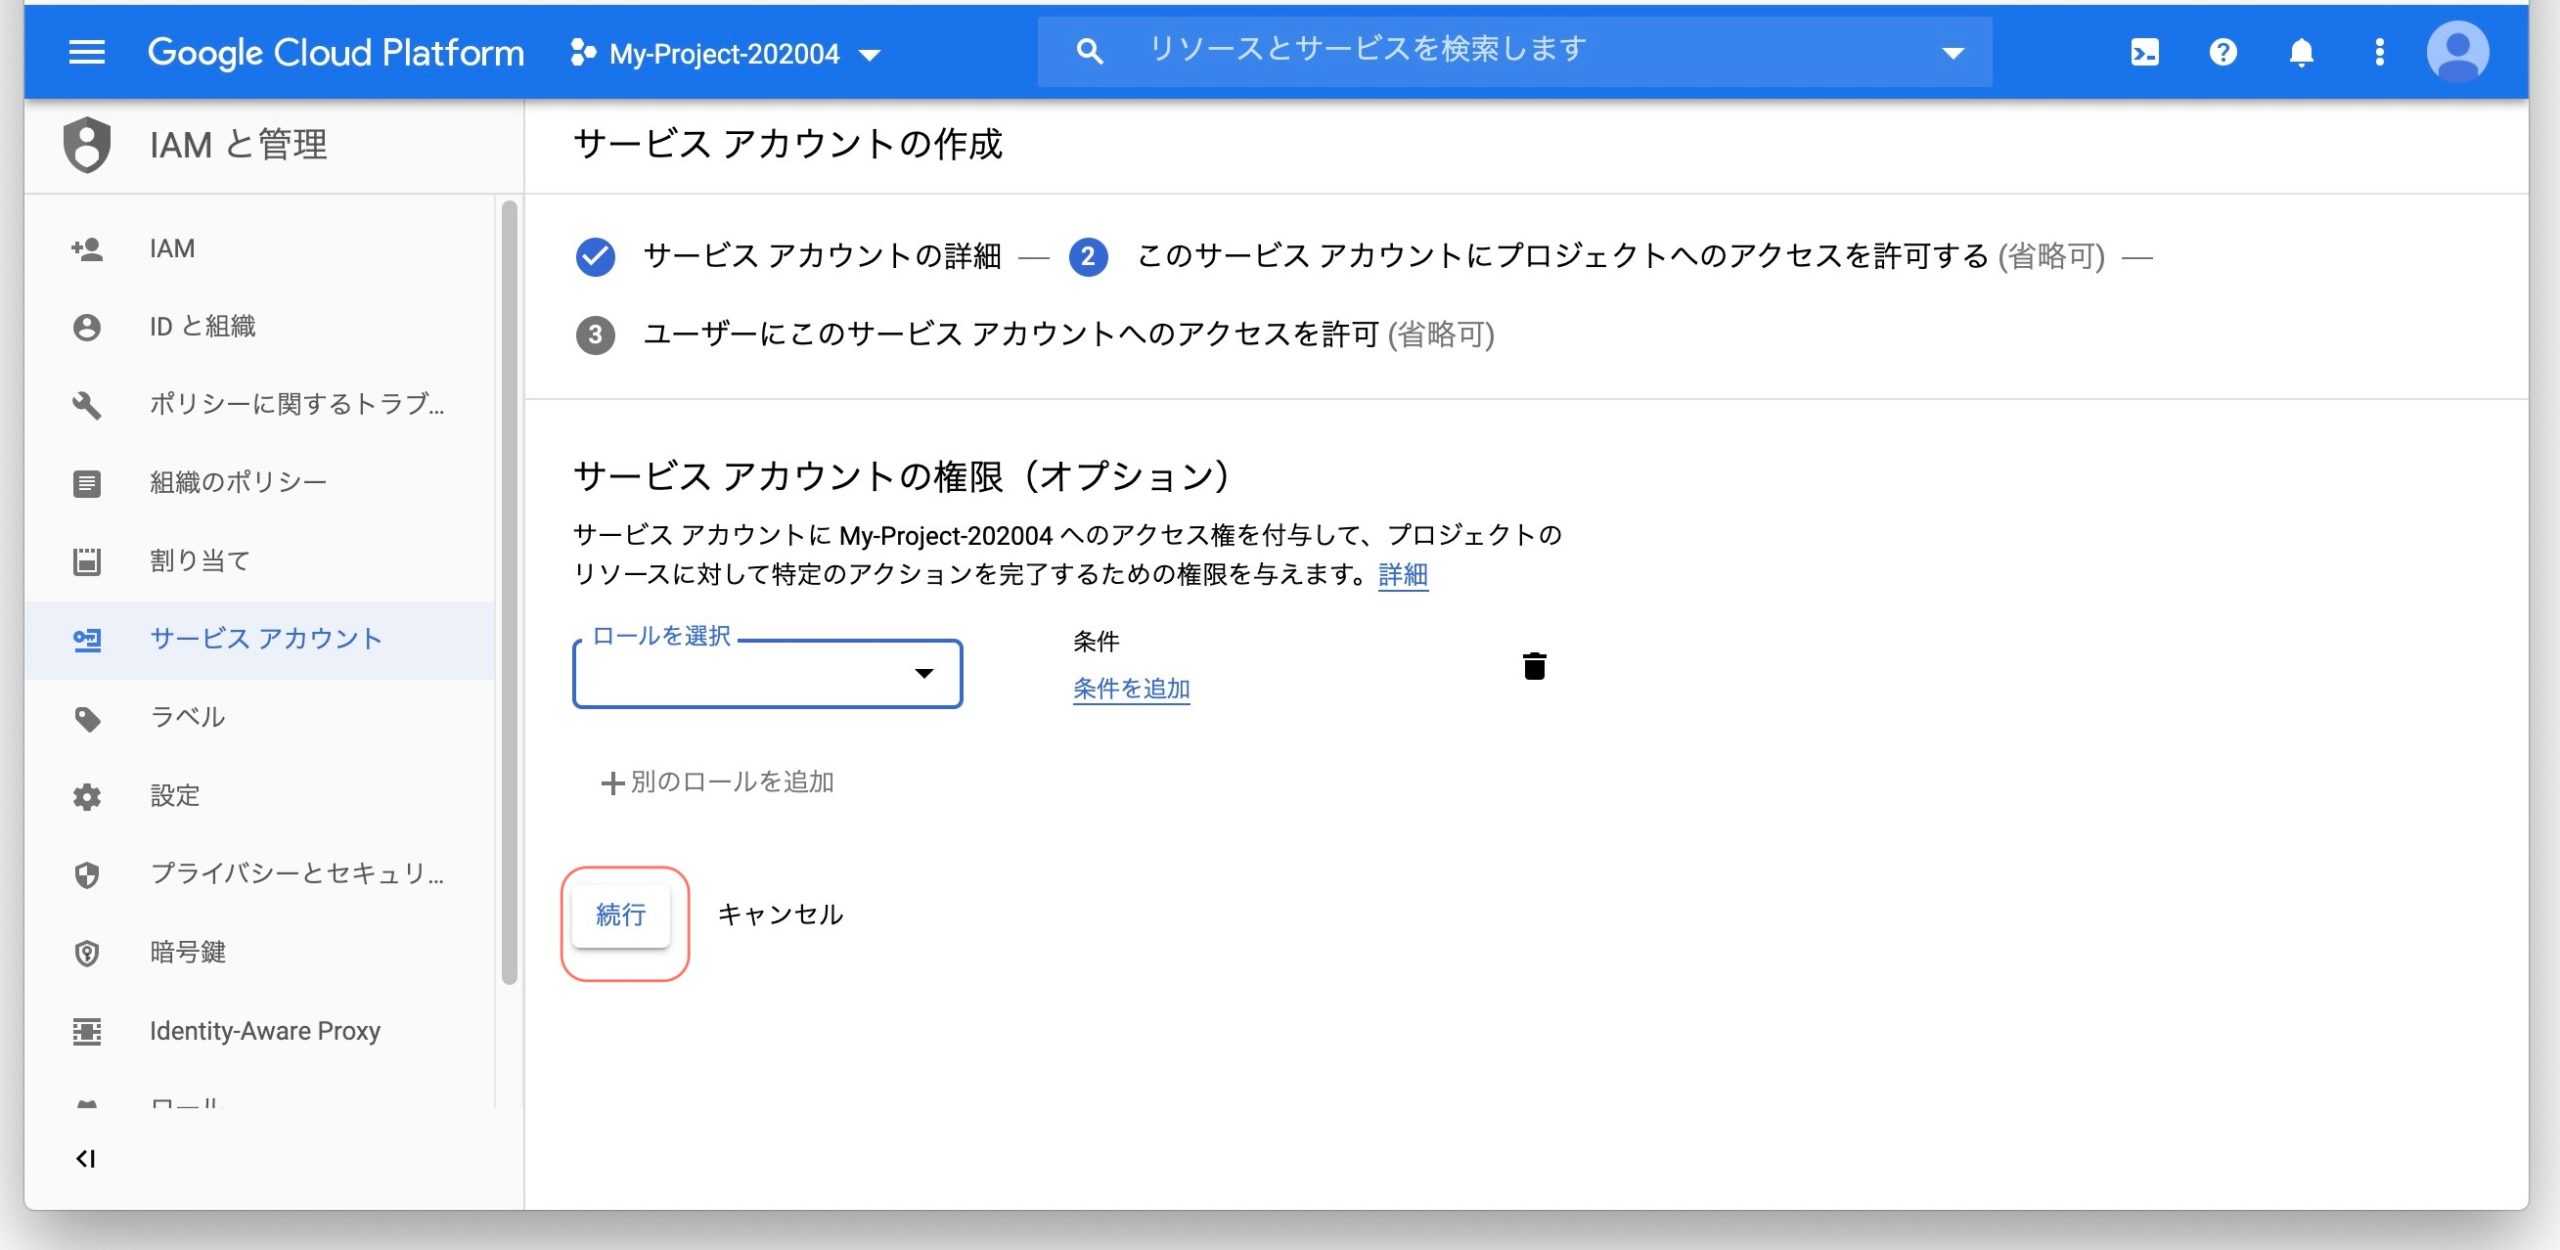 Google Cloud Platform
My-Project-202004
リソースとサービスを検索します
IAM と管理
サービス アカウントの作成
IAM
ID と組織
ポリシーに関するトラブ...
組織のポリシー
割り当て
サービス アカウント
ラベル
設定
プライバシーとセキュリ...
暗号鍵
Identity-Aware Proxy
ロール
サービス アカウントの詳細 — 2 このサービス アカウントにプロジェクトへのアクセスを許可する (省略可) —
3 ユーザーにこのサービス アカウントへのアクセスを許可 (省略可)
サービス アカウントの権限（オプション）
サービス アカウントに My-Project-202004 へのアクセス権を付与して、プロジェクトの
リソースに対して特定のアクションを完了するための権限を与えます。詳細
ロールを選択
条件
条件を追加
+別のロールを追加
続行
キャンセル